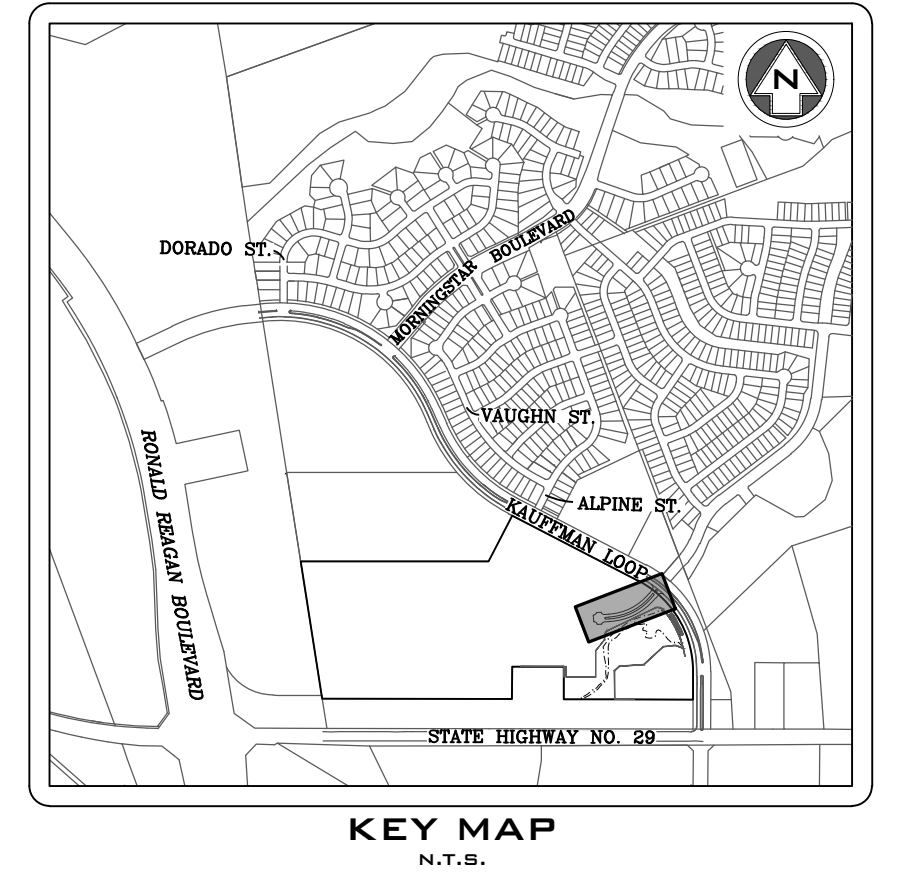 N
DORADO ST.
MORNINGSTAR BOULEVARD
VAUGHN ST.
RONALD REAGAN BOULEVARD
ALPINE ST.
KAUFFMAN LOOP
STATE HIGHWAY NO. 29
KEY MAP
N.T.S.